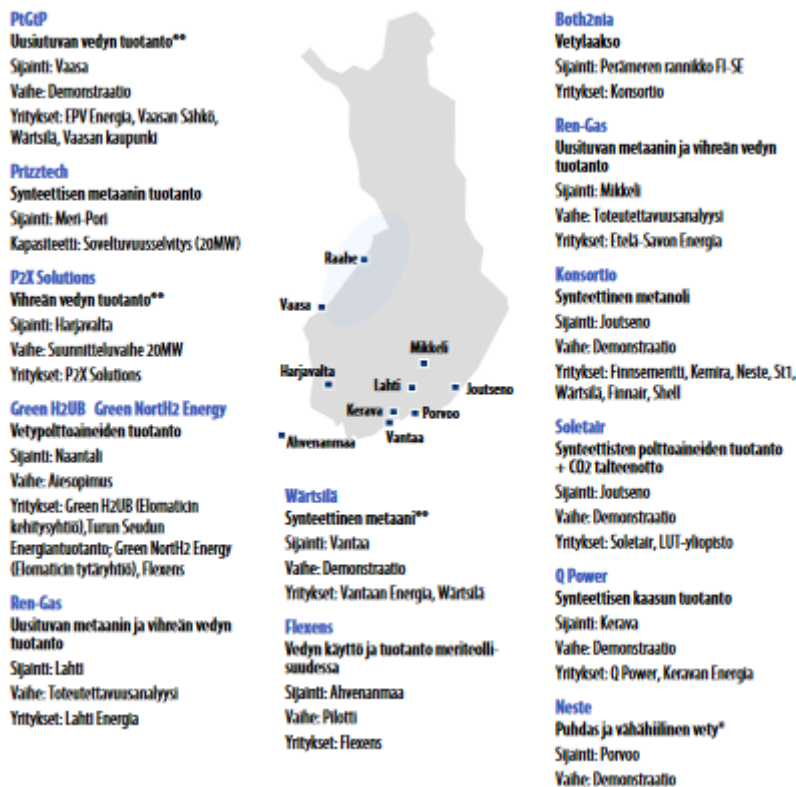 PtGtP
Uusiutuvan vedyn tuotanto**
Sijainti: Vaasa
Vaihe: Demonstraatio
Yritykset: EPV Energia, Vaasan Sähkö,
Wärtsilä, Vaasan kaupunki
Prizztech
Synteettisen metaanin tuotanto
Sijainti: Meri-Pori
Kapasiteetti: Soveltuvuusselvitys (20MW)
P2X Solutions
Vihreän vedyn tuotanto**
Sijainti: Harjavalta
Vaihe: Suunnitteluvaihe 20MW
Yritykset: P2X Solutions
Green H2UB Green NortH2 Energy
Vetypolttoaineiden tuotanto
Sijainti: Naantali
Vaihe: Aiesopimus
Yritykset: Green H2UB (Elomaticin
kehitysyhtiö),Turun Seudun
Energiantuotanto; Green NortH2 Energy
(Elomaticin tytäryhtiö), Flexens
Ren-Gas
Uusituvan metaanin ja vihreän vedyn
tuotanto
Sijainti: Lahti
Vaihe: Toteutettavuusanalyysi
Yritykset: Lahti Energia
Raahe
Vaasa
Mikkeli
Harjavalta
Lahti
Joutseno
Kerava
Porvoo
Vantaa
Ahvenanmaa
Wärtsilä
Synteettinen metaani**
Sijainti: Vantaa
Vaihe: Demonstraatio
Yritykset: Vantaan Energia, Wärtsilä
Flexens
Vedyn käyttö ja tuotanto meriteolli-
suudessa
Sijainti: Ahvenanmaa
Vaihe: Pilotti
Yritykset: Flexens
Both2nia
Vetylaakso
Sijainti: Perämeren rannikko FI-SE
Yritykset: Konsortio
Ren-Gas
Uusituvan metaanin ja vihreän vedyn
tuotanto
Sijainti: Mikkeli
Vaihe: Toteutettavuusanalyysi
Yritykset: Etelä-Savon Energia
Konsortio
Synteettinen metanoli
Sijainti: Joutseno
Vaihe: Demonstraatio
Yritykset: Finnsementti, Kemira, Neste, St1,
Wärtsilä, Finnair, Shell
Soletair
Synteettisten polttoaineiden tuotanto
+ CO2 talteenotto
Sijainti: Joutseno
Vaihe: Demonstraatio
Yritykset: Soletair, LUT-yliopisto
Q Power
Synteettisen kaasun tuotanto
Sijainti: Kerava
Vaihe: Demonstraatio
Yritykset: Q Power, Keravan Energia
Neste
Puhdas ja vähähiilinen vety*
Sijainti: Porvoo
Vaihe: Demonstraatio